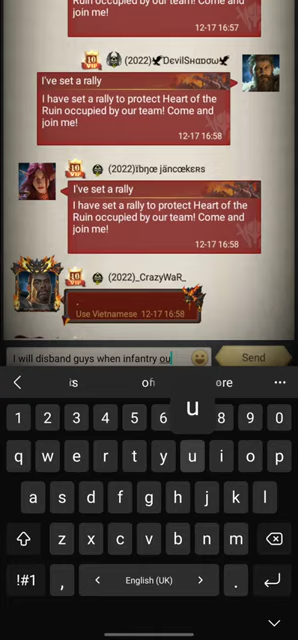 Ruin occupied by our team! Come and
join me!
12-17 16:57
10
VIP
(2022)
I've set a rally
I have set a rally to protect Heart of the
Ruin occupied by our team! Come and
join me!
12-17 16:58
10
VIP
(2022)
I've set a rally
I have set a rally to protect Heart of the
Ruin occupied by our team! Come and
join me!
12-17 16:58
10
VIP
(2022)_CrazyWaR_
.
Use Vietnamese 12-17 16:58
I will disband guys when infantry ou
Send
is
of
ore
u
1 2 3 4 5 6 8 9 0
q w e r t y u i o p
a s d f g h j k l
z x c v b n m
!#1 , English (UK) .